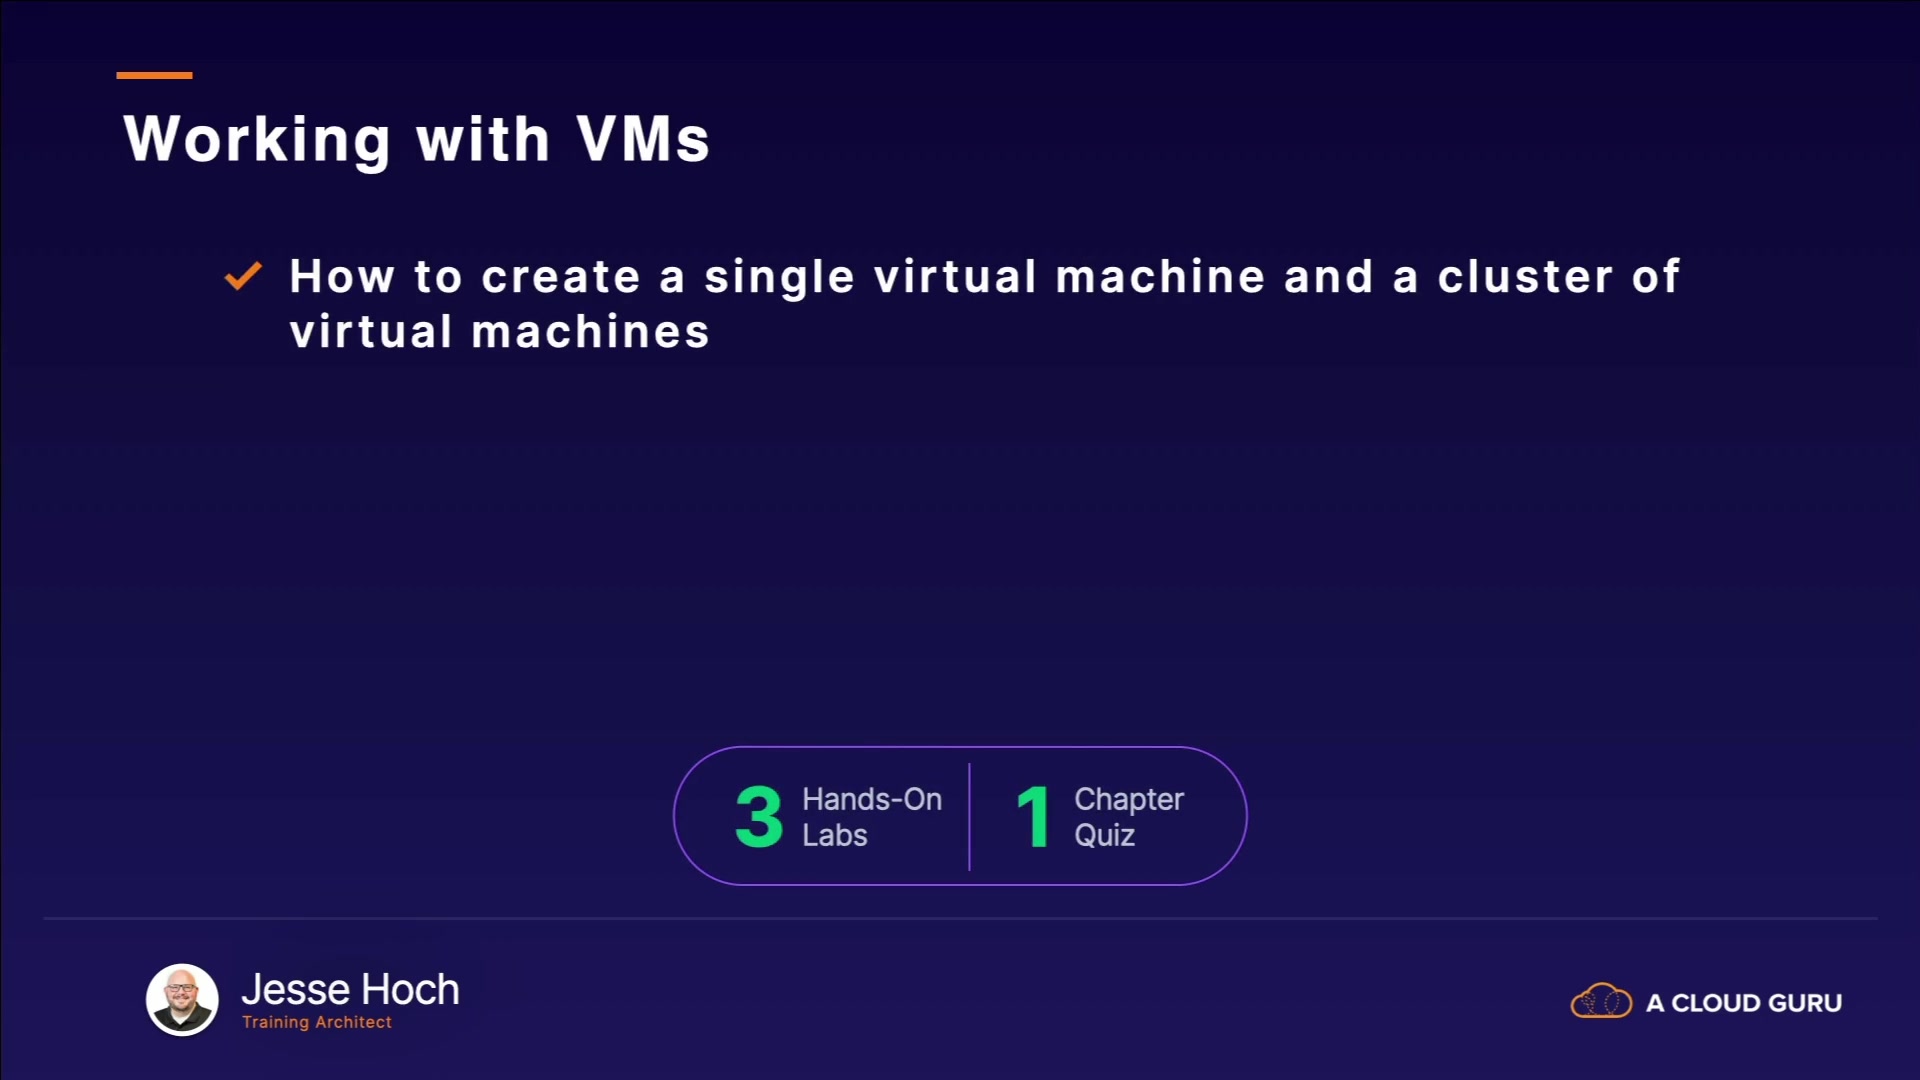 Working with VMs
How to create a single virtual machine and a cluster of
virtual machines
3 Hands-On
Labs
1 Chapter
Quiz
Jesse Hoch
Training Architect
A CLOUD GURU